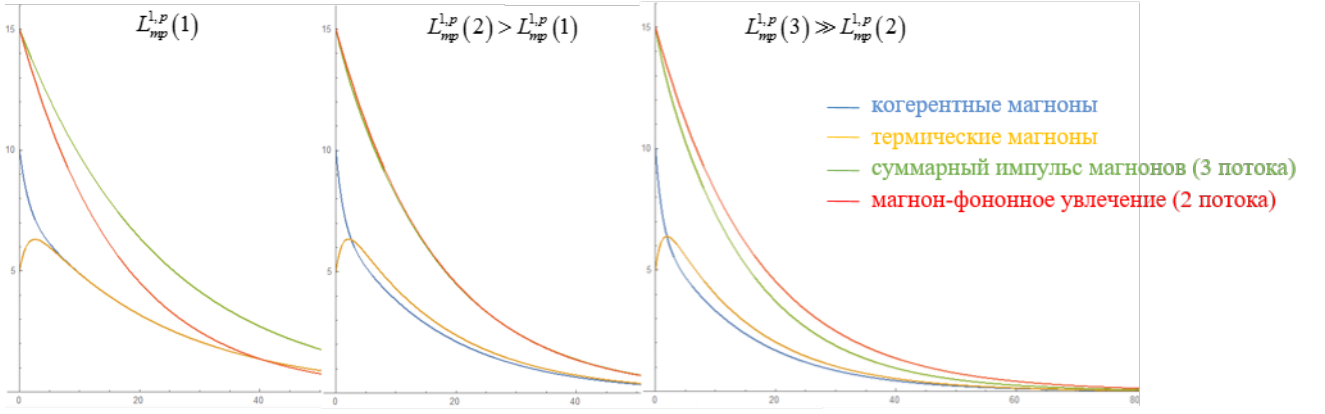 L^{1,p}_{mp}(1)
L^{1,p}_{mp}(2) > L^{1,p}_{mp}(1)
L^{1,p}_{mp}(3) ≫ L^{1,p}_{mp}(2)
когерентные магноны
термические магноны
суммарный импульс магнонов (3 потока)
магнон-фононное увлечение (2 потока)
15
10
5
0
20
40
15
10
5
0
20
40
15
10
5
0
20
40
60
80